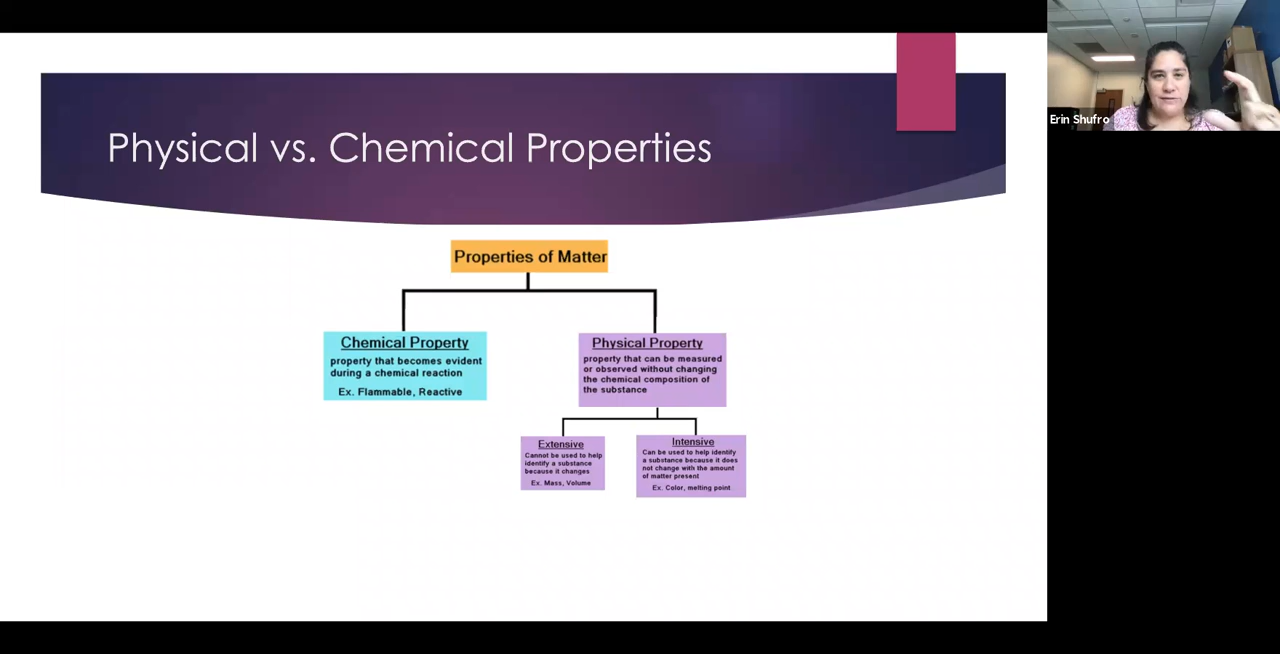 Physical vs. Chemical Properties
Erin Shufro
Properties of Matter
Chemical Property
property that becomes evident
during a chemical reaction
Ex. Flammable, Reactive
Physical Property
property that can be measured
or observed without changing
the chemical composition of
the substance
Extensive
Cannot be used to help
identify a substance
because it changes
Ex. Mass, Volume
Intensive
Can be used to help identify
a substance because it does
not change with the amount
of matter present
Ex. Color, melting point